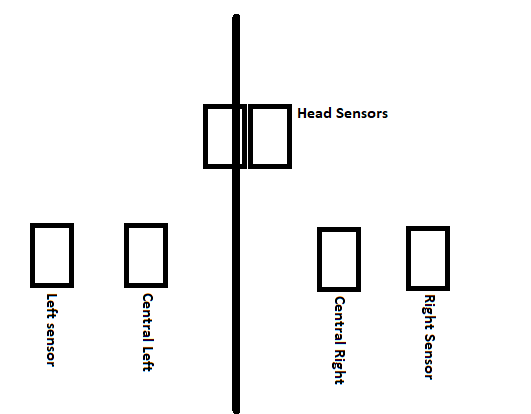 Head Sensors
Left sensor
Central Left
Central Right
Right Sensor